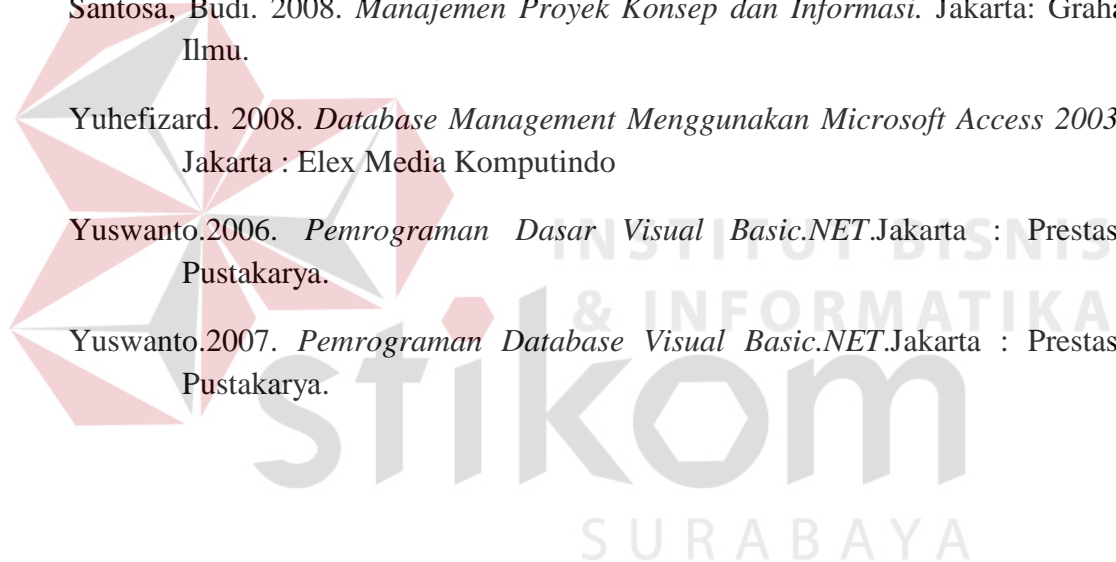 Santosa, Budi. 2008. Manajemen Proyek Konsep dan Informasi. Jakarta: Graha
Ilmu.
Yuhefizard. 2008. Database Management Menggunakan Microsoft Access 2003
Jakarta : Elex Media Komputindo
Yuswanto.2006. Pemrograman Dasar Visual Basic.NET.Jakarta : Prestas
Pustakarya.
Yuswanto.2007. Pemrograman Database Visual Basic.NET.Jakarta : Prestas
Pustakarya.
INSTITUT BISNIS
& INFORMATIKA
stikom
SURABAYA